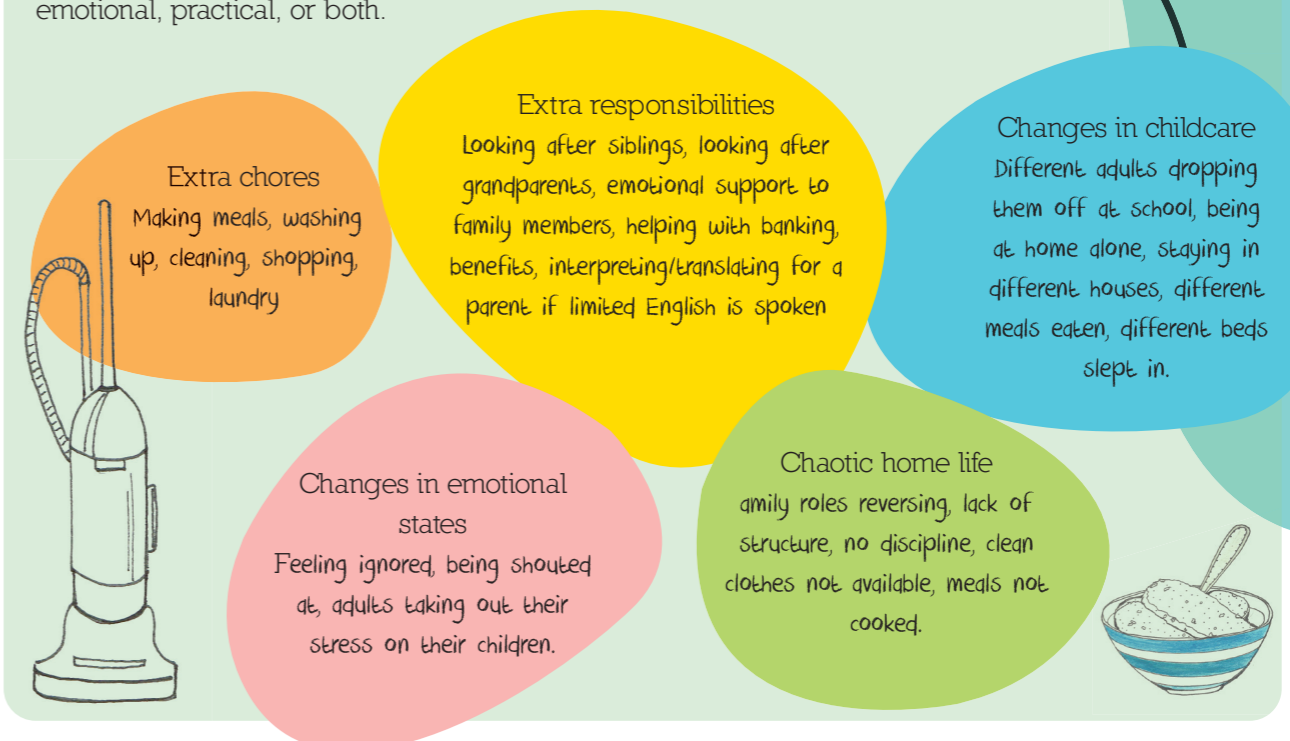 emotional, practical, or both.
Extra chores
Making meals, washing
up, cleaning, shopping,
laundry
Extra responsibilities
Looking after siblings, looking after
grandparents, emotional support to
family members, helping with banking,
benefits, interpreting/translating for a
parent if limited English is spoken
Changes in childcare
Different adults dropping
them off at school, being
at home alone, staying in
different houses, different
meals eaten, different beds
slept in.
Changes in emotional
states
Feeling ignored, being shouted
at, adults taking out their
stress on their children.
Chaotic home life
amily roles reversing, lack of
structure, no discipline, clean
clothes not available, meals not
cooked.